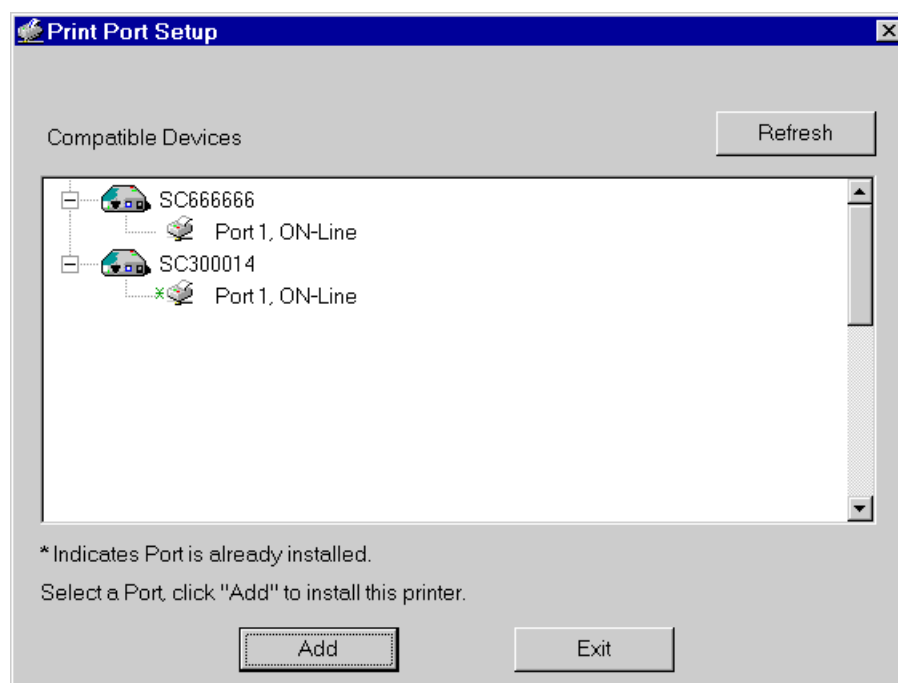 Print Port Setup
Compatible Devices
Refresh
SC666666
Port 1, ON-Line
SC300014
* Port 1, ON-Line
* Indicates Port is already installed.
Select a Port, click "Add" to install this printer.
Add
Exit